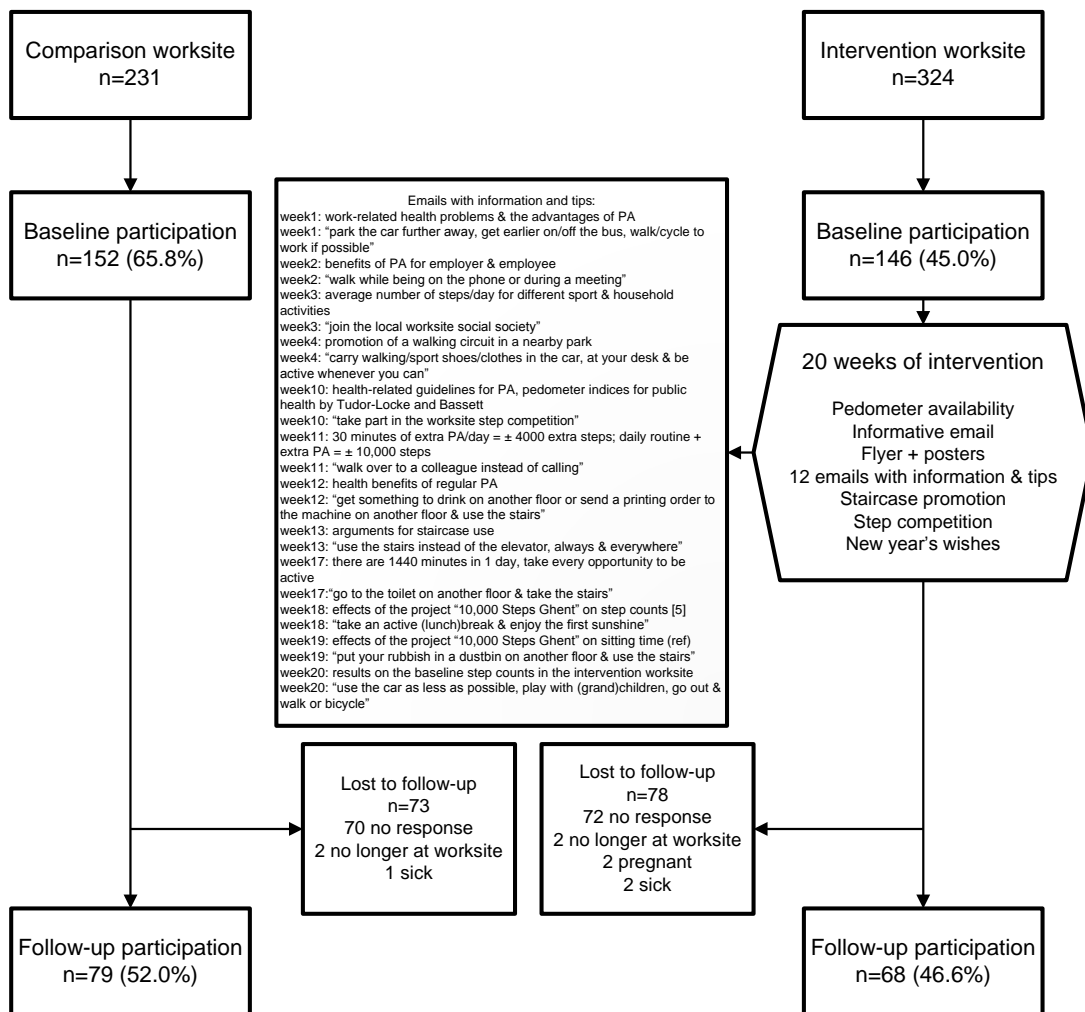 Comparison worksite
n=231
Intervention worksite
n=324
Baseline participation
n=152 (65.8%)
Emails with information and tips:
week1: work-related health problems & the advantages of PA
week1: “park the car further away, get earlier on/off the bus, walk/cycle to
work if possible”
week2: benefits of PA for employer & employee
week2: “walk while being on the phone or during a meeting”
week3: average number of steps/day for different sport & household
activities
week3: “join the local worksite social society”
week4: promotion of a walking circuit in a nearby park
week4: “carry walking/sport shoes/clothes in the car, at your desk & be
active whenever you can”
week10: health-related guidelines for PA, pedometer indices for public
health by Tudor-Locke and Bassett
week10: “take part in the worksite step competition”
week11: 30 minutes of extra PA/day = ± 4000 extra steps; daily routine +
extra PA = ± 10,000 steps
week11: “walk over to a colleague instead of calling”
week12: health benefits of regular PA
week12: “get something to drink on another floor or send a printing order to
the machine on another floor & use the stairs”
week13: arguments for staircase use
week13: “use the stairs instead of the elevator, always & everywhere”
week17: there are 1440 minutes in 1 day, take every opportunity to be
active
week17:“go to the toilet on another floor & take the stairs”
week18: effects of the project “10,000 Steps Ghent” on step counts [5]
week18: “take an active (lunch)break & enjoy the first sunshine”
week19: effects of the project “10,000 Steps Ghent” on sitting time (ref)
week19: “put your rubbish in a dustbin on another floor & use the stairs”
week20: results on the baseline step counts in the intervention worksite
week20: “use the car as less as possible, play with (grand)children, go out &
walk or bicycle”
Baseline participation
n=146 (45.0%)
20 weeks of intervention
Pedometer availability
Informative email
Flyer + posters
12 emails with information & tips
Staircase promotion
Step competition
New year’s wishes
Lost to follow-up
n=73
70 no response
2 no longer at worksite
1 sick
Lost to follow-up
n=78
72 no response
2 no longer at worksite
2 pregnant
2 sick
Follow-up participation
n=79 (52.0%)
Follow-up participation
n=68 (46.6%)